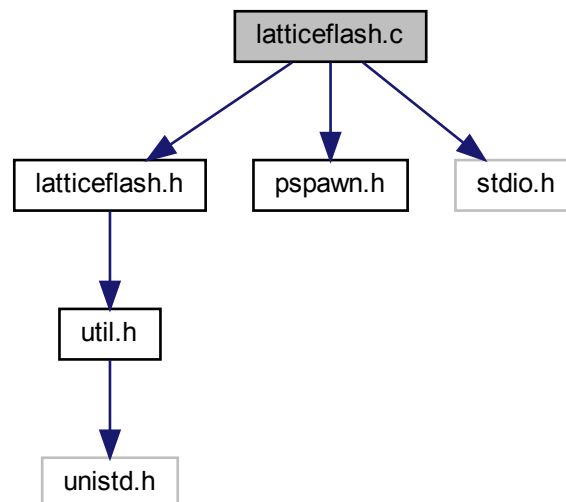 latticeflash.c
latticeflash.h
pspawn.h
stdio.h
util.h
unistd.h